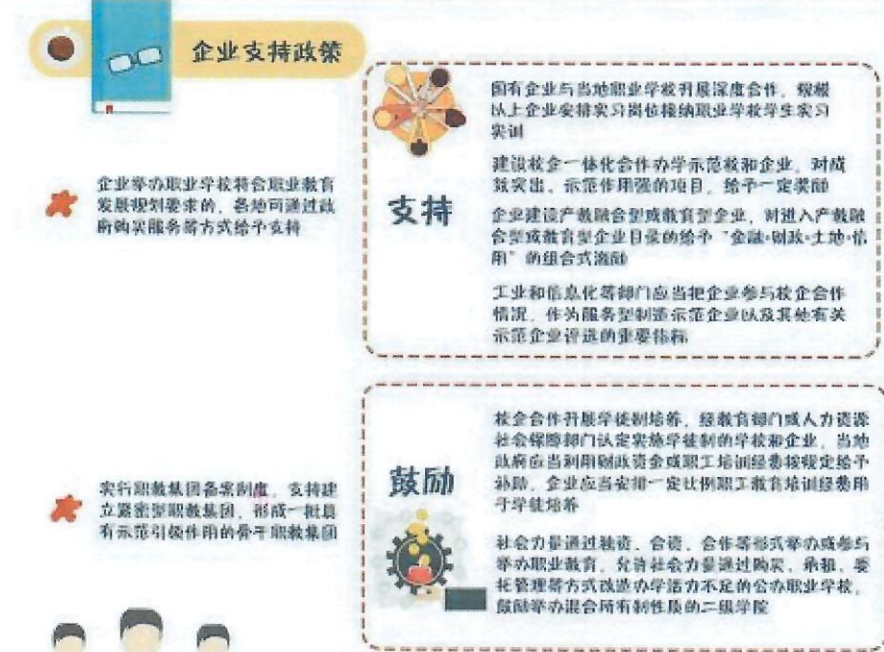 企业支持政策
企业举办职业学校符合职业教育
发展规划要求的，各地可通过政
府购买服务等方式给予支持
支持
国有企业与当地职业学校开展深度合作，规模
以上企业安排实习岗位接纳职业学校学生实习
实训
建设校企一体化合作办学示范校和企业，对成
效突出、示范作用强的项目，给予一定奖励
企业建设产教融合型或教育型企业，对进入产教融
合型或教育型企业目录的给予“金融+财政+土地+信
用”的组合式激励
工业和信息化等部门应当把企业参与校企合作
情况，作为服务型制造示范企业以及其他有关
示范企业评选的重要指标
实行职教集团备案制度，支持建
立紧密型职教集团，形成一批具
有示范引领作用的骨干职教集团
鼓励
校企合作开展学徒制培养，经教育部门或人力资源
社会保障部门认定实施学徒制的学校和企业，当地
政府应当利用财政资金或职工培训经费按规定给予
补助，企业应当安排一定比例职工教育培训经费用
于学徒培养
社会力量通过独资、合资、合作等形式举办或参与
举办职业教育，允许社会力量通过购买、承租、委
托管理等方式改造办学活力不足的公办职业学校，
鼓励举办混合所有制性质的二级学院